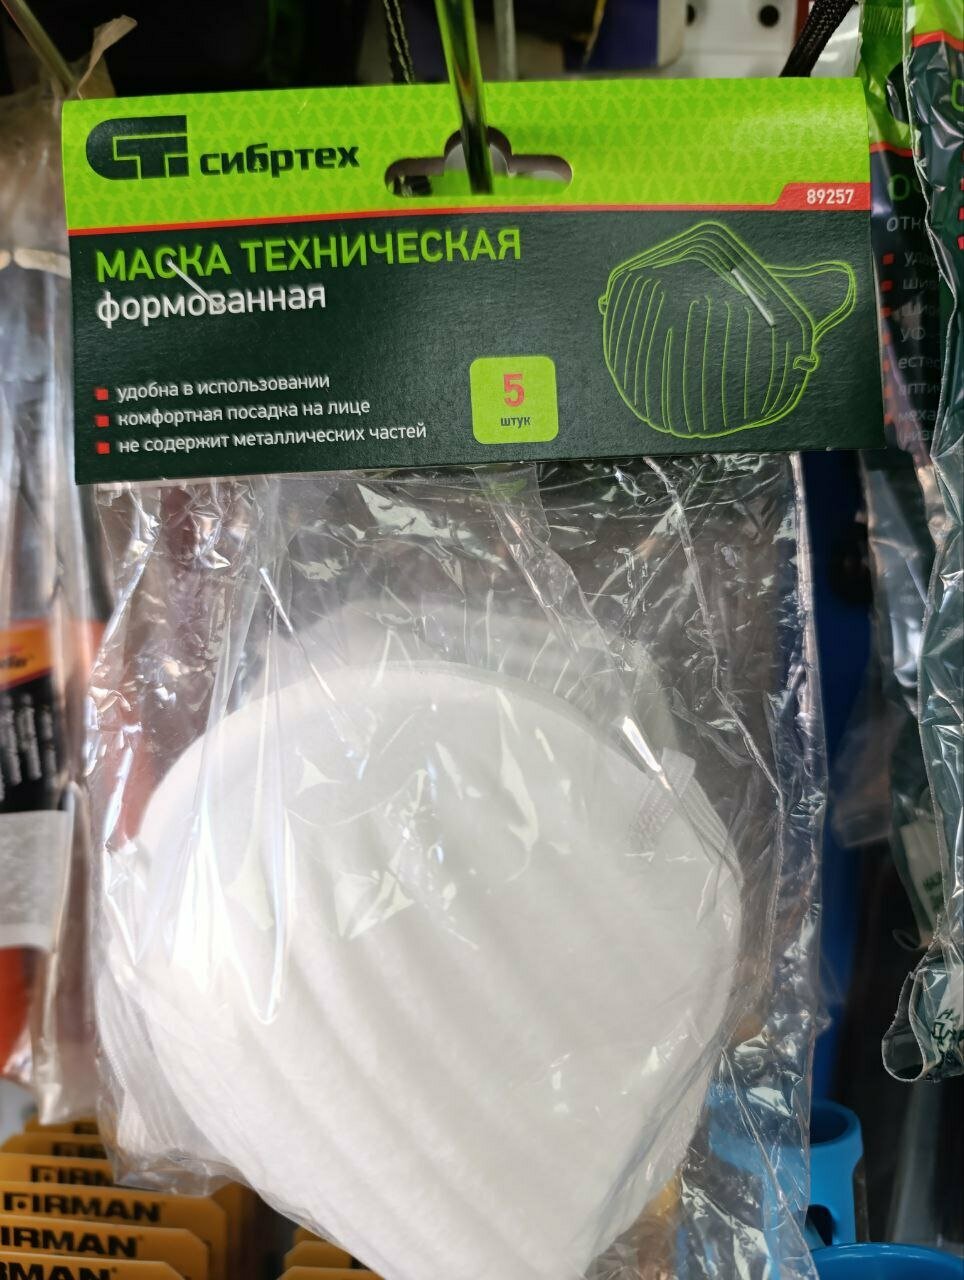 сибртех
89257
МАСКА ТЕХНИЧЕСКАЯ
формованная
удобна в использовании
комфортная посадка на лице
не содержит металлических частей
5
штук
FIRMAN
FIRMAN